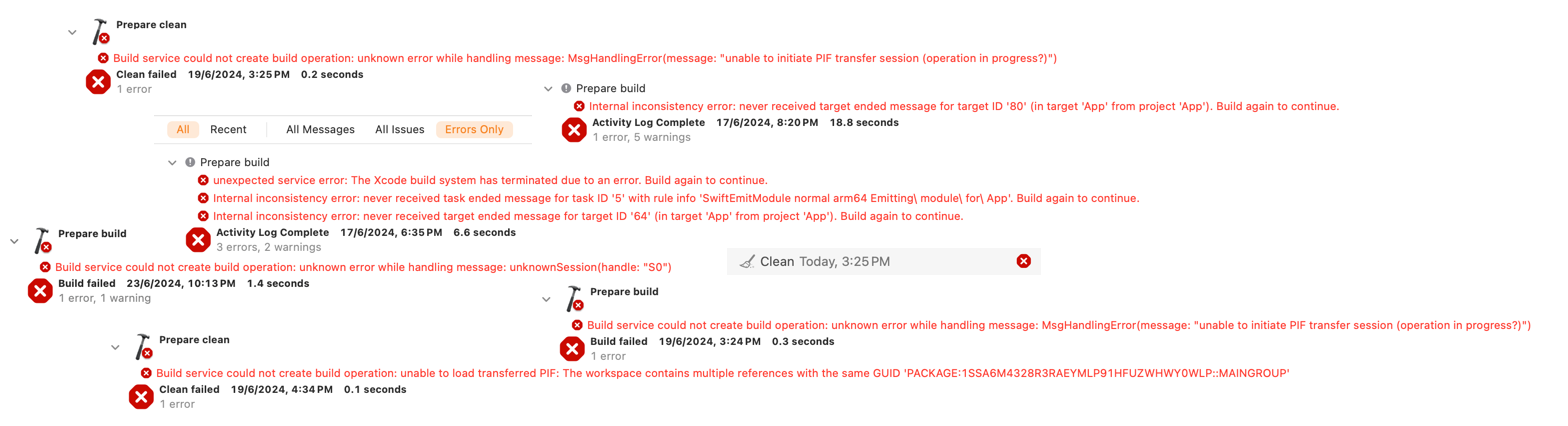 Prepare clean
Build service could not create build operation: unknown error while handling message: MsgHandlingError(message: "unable to initiate PIF transfer session (operation in progress?)")
Clean failed 19/6/2024, 3:25 PM 0.2 seconds
1 error
Prepare build
Internal inconsistency error: never received target ended message for target ID '80' (in target 'App' from project 'App'). Build again to continue.
Activity Log Complete 17/6/2024, 8:20 PM 18.8 seconds
1 error, 5 warnings
All Recent All Messages All Issues Errors Only
Prepare build
unexpected service error: The Xcode build system has terminated due to an error. Build again to continue.
Internal inconsistency error: never received task ended message for task ID '5' with rule info 'SwiftEmitModule normal arm64 Emitting\ module\ for\ App'. Build again to continue.
Internal inconsistency error: never received target ended message for target ID '64' (in target 'App' from project 'App'). Build again to continue.
Activity Log Complete 17/6/2024, 6:35 PM 6.6 seconds
3 errors, 2 warnings
Prepare build
Build service could not create build operation: unknown error while handling message: unknownSession(handle: "S0")
Build failed 23/6/2024, 10:13 PM 1.4 seconds
1 error, 1 warning
Clean Today, 3:25 PM
Prepare build
Build service could not create build operation: unknown error while handling message: MsgHandlingError(message: "unable to initiate PIF transfer session (operation in progress?)")
Build failed 19/6/2024, 3:24 PM 0.3 seconds
1 error
Prepare clean
Build service could not create build operation: unable to load transferred PIF: The workspace contains multiple references with the same GUID 'PACKAGE:1SSA6M4328R3RAEYMLP91HFUZWHWY0WLP::MAINGROUP'
Clean failed 19/6/2024, 4:34 PM 0.1 seconds
1 error